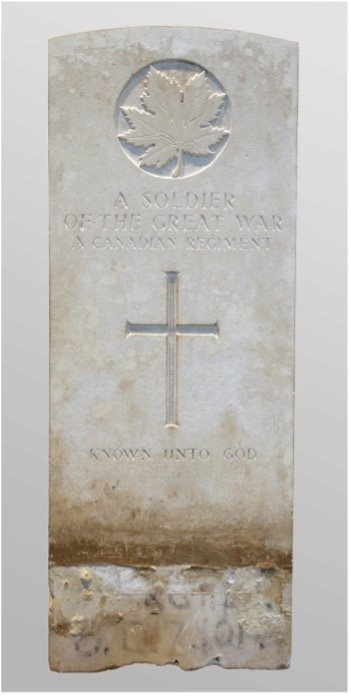 A SOLDIER
OF THE GREAT WAR
A CANADIAN REGIMENT
KNOWN UNTO GOD